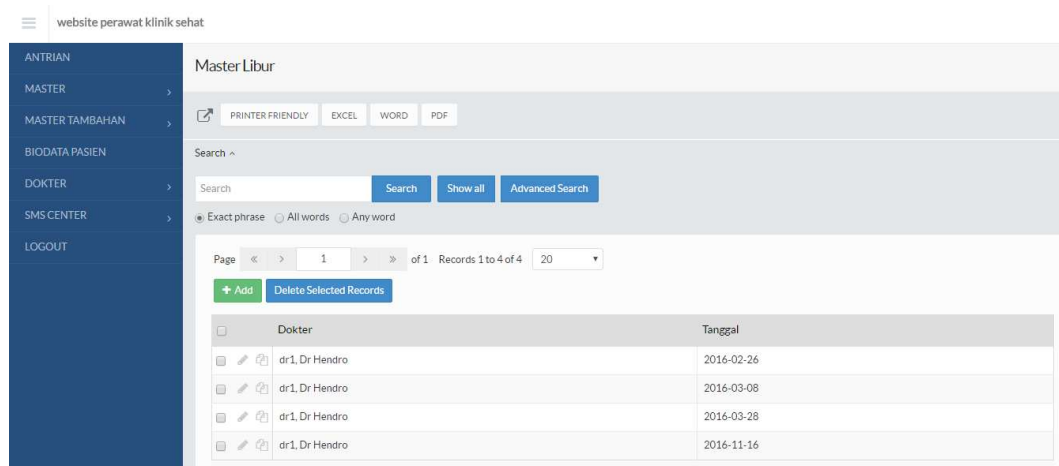 website perawat klinik sehat
ANTRIAN
MASTER
MASTER TAMBAHAN
BIODATA PASIEN
DOKTER
SMS CENTER
LOGOUT
Master Libur
PRINTER FRIENDLY EXCEL WORD PDF
Search
Search Search Show all Advanced Search
Exact phrase All words Any word
Page 1 of 1 Records 1 to 4 of 4 20
+ Add Delete Selected Records
Dokter Tanggal
dr1, Dr Hendro 2016-02-26
dr1, Dr Hendro 2016-03-08
dr1, Dr Hendro 2016-03-28
dr1, Dr Hendro 2016-11-16